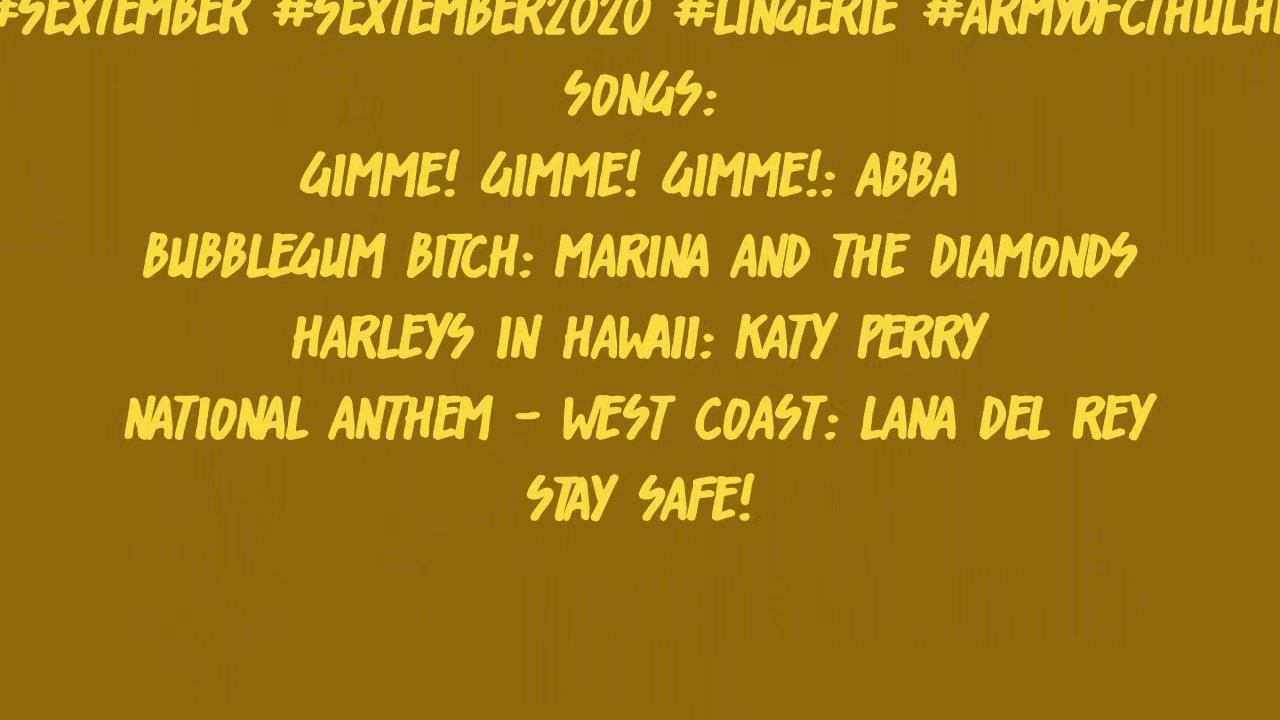 #SEXTEMBER #SEXTEMBER2020 #LINGERIE #ARMYOFCTHULHU
SONGS:
GIMME! GIMME! GIMME!: ABBA
BUBBLEGUM BITCH: MARINA AND THE DIAMONDS
HARLEYS IN HAWAII: KATY PERRY
NATIONAL ANTHEM - WEST COAST: LANA DEL REY
STAY SAFE!